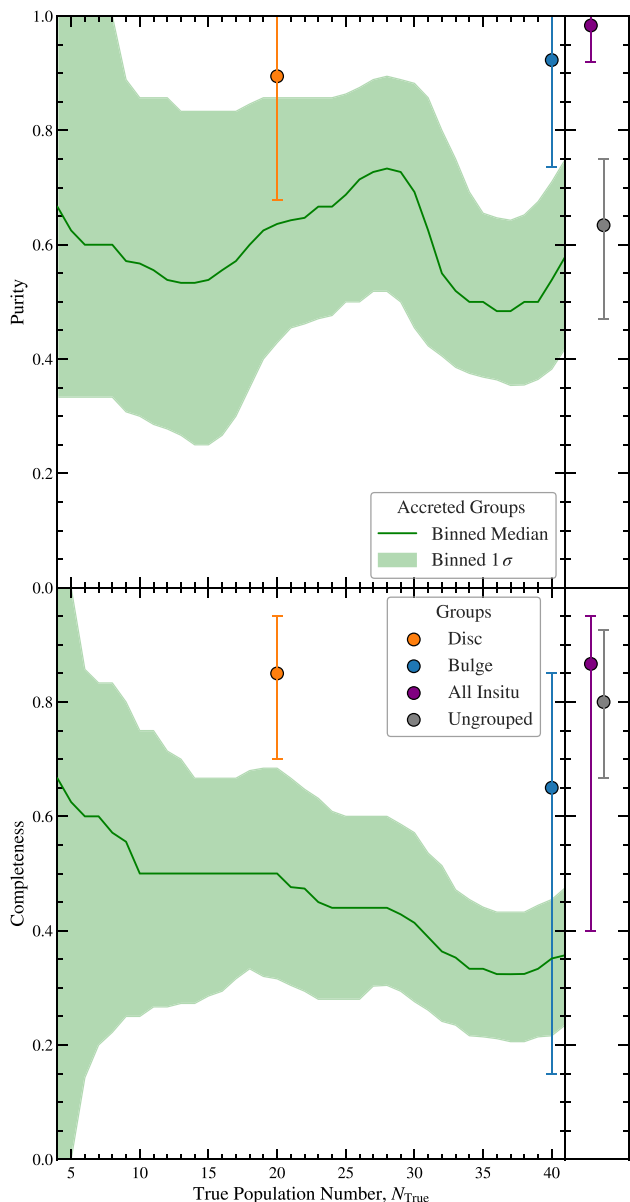 1.0
0.8
0.6
0.4
0.2
0.0
Purity
Accreted Groups
Binned Median
Binned 1σ
Groups
Disc
Bulge
All Insitu
Ungrouped
0.8
0.6
0.4
0.2
0.0
Completeness
5 10 15 20 25 30 35 40
True Population Number, N_True